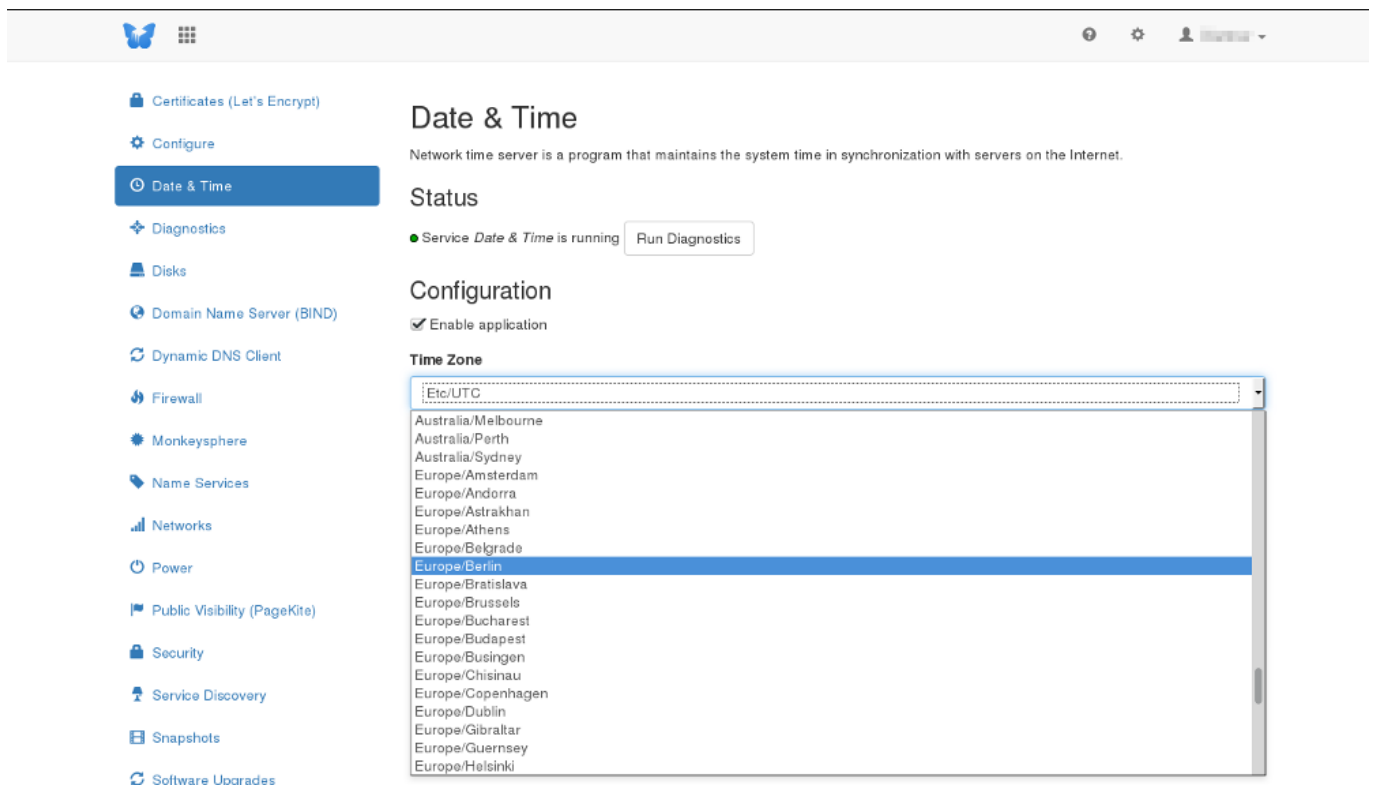 Certificates (Let's Encrypt)
Configure
Date & Time
Diagnostics
Disks
Domain Name Server (BIND)
Dynamic DNS Client
Firewall
Monkeysphere
Name Services
Networks
Power
Public Visibility (PageKite)
Security
Service Discovery
Snapshots
Software Upgrades
Date & Time
Network time server is a program that maintains the system time in synchronization with servers on the Internet.
Status
Service Date & Time is running Run Diagnostics
Configuration
Enable application
Time Zone
Etc/UTC
Australia/Melbourne
Australia/Perth
Australia/Sydney
Europe/Amsterdam
Europe/Andorra
Europe/Astrakhan
Europe/Athens
Europe/Belgrade
Europe/Berlin
Europe/Bratislava
Europe/Brussels
Europe/Bucharest
Europe/Budapest
Europe/Busingen
Europe/Chisinau
Europe/Copenhagen
Europe/Dublin
Europe/Gibraltar
Europe/Guernsey
Europe/Helsinki